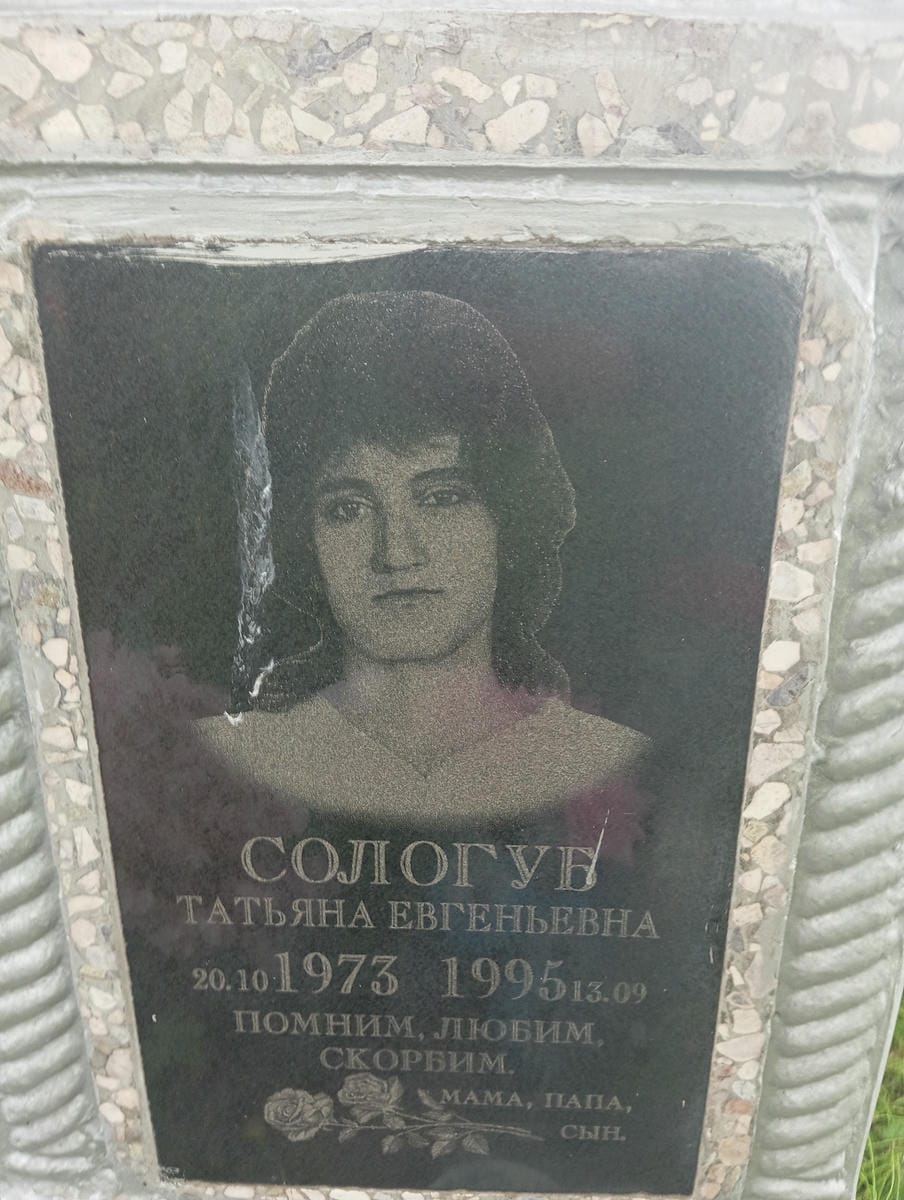 СОЛОГУБ
ТАТЬЯНА ЕВГЕНЬЕВНА
20.10 1973 1995 13.09
ПОМНИМ, ЛЮБИМ,
СКОРБИМ.
МАМА, ПАПА,
СЫН.